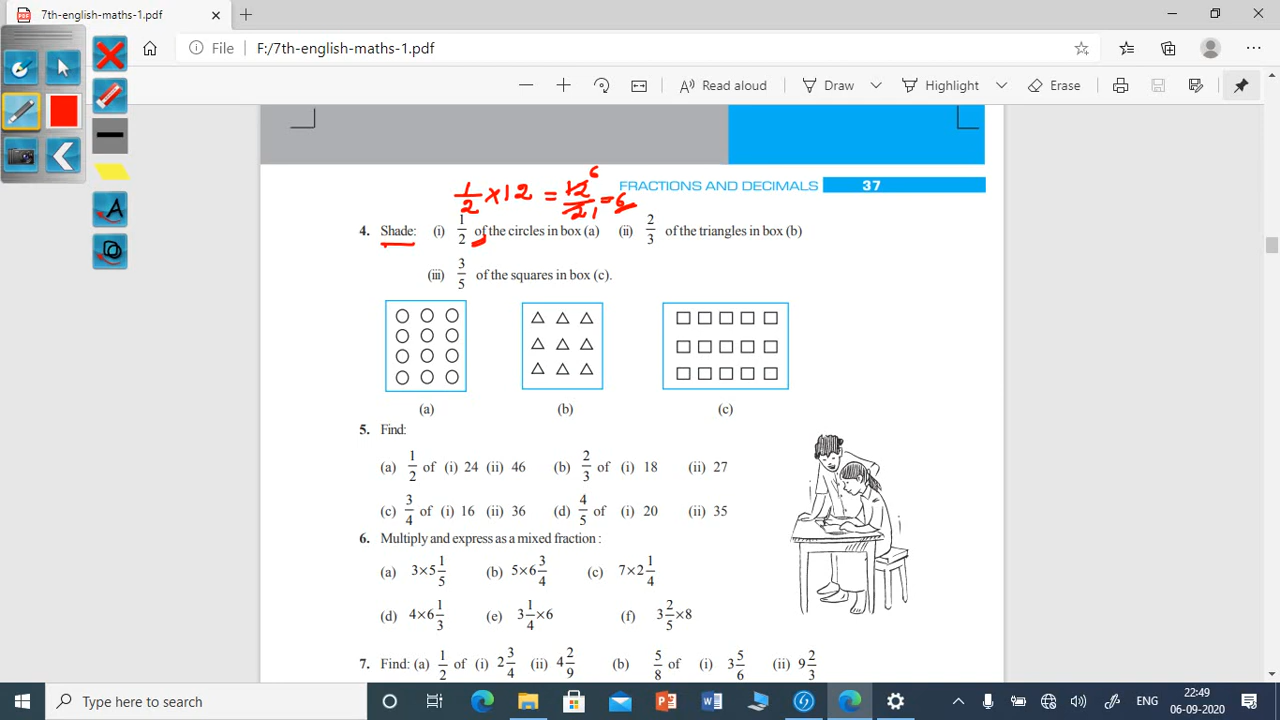 7th-english-maths-1.pdf
File F:/7th-english-maths-1.pdf
Read aloud Draw Highlight Erase
1/2 × 12 = 12/2 6 1 = 6
FRACTIONS AND DECIMALS 37
4. Shade: (i) 1/2 of the circles in box (a) (ii) 2/3 of the triangles in box (b)
(iii) 3/5 of the squares in box (c).
(a) (b) (c)
5. Find:
(a) 1/2 of (i) 24 (ii) 46 (b) 2/3 of (i) 18 (ii) 27
(c) 3/4 of (i) 16 (ii) 36 (d) 4/5 of (i) 20 (ii) 35
6. Multiply and express as a mixed fraction :
(a) 3×5 1/5 (b) 5×6 3/4 (c) 7×2 1/4
(d) 4×6 1/3 (e) 3 1/4×6 (f) 3 2/5×8
7. Find: (a) 1/2 of (i) 2 3/4 (ii) 4 2/9 (b) 5/8 of (i) 3 5/6 (ii) 9 2/3
Type here to search
ENG
22:49
06-09-2020